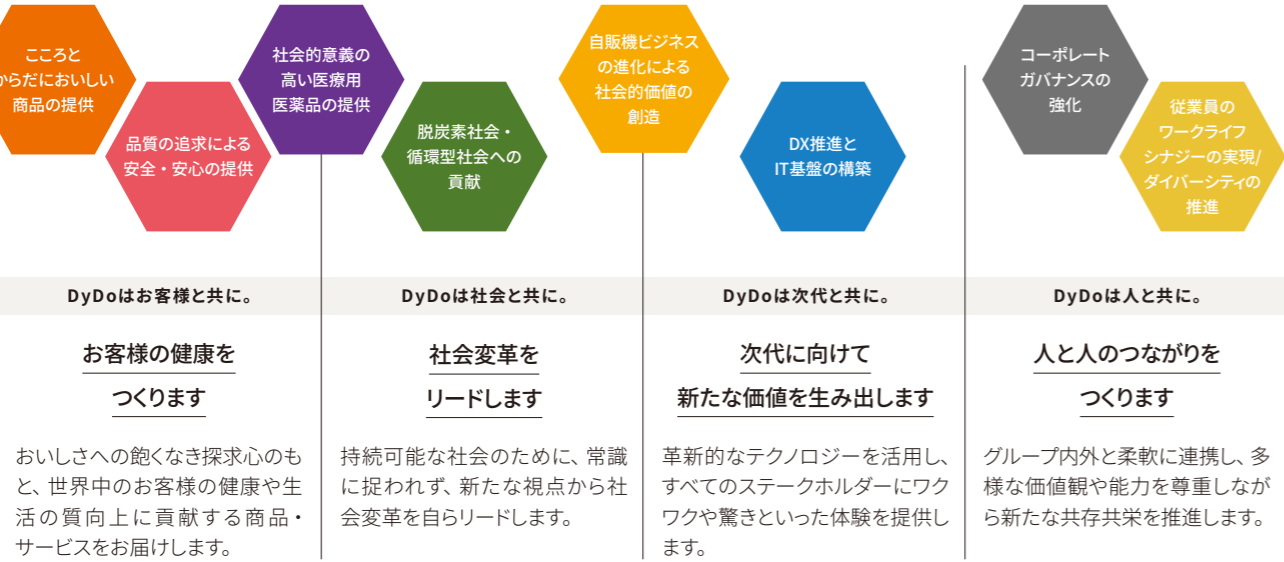 こころと
からだにおいしい
商品の提供
品質の追求による
安全・安心の提供
社会的意義の
高い医療用
医薬品の提供
脱炭素社会・
循環型社会への
貢献
自販機ビジネス
の進化による
社会的価値の
創造
DX推進と
IT基盤の構築
コーポレート
ガバナンスの
強化
従業員の
ワークライフ
シナジーの実現/
ダイバーシティの
推進
DyDoはお客様と共に。
お客様の健康を
つくります
おいしさへの飽くなき探求心のも
と、世界中のお客様の健康や生
活の質向上に貢献する商品・
サービスをお届けします。
DyDoは社会と共に。
社会変革を
リードします
持続可能な社会のために、常識
に捉われず、新たな視点から社
会変革を自らリードします。
DyDoは次代と共に。
次代に向けて
新たな価値を生み出します
革新的なテクノロジーを活用し、
すべてのステークホルダーにワク
ワクや驚きといった体験を提供し
ます。
DyDoは人と共に。
人と人のつながりを
つくります
グループ内外と柔軟に連携し、多
様な価値観や能力を尊重しなが
ら新たな共存共栄を推進します。